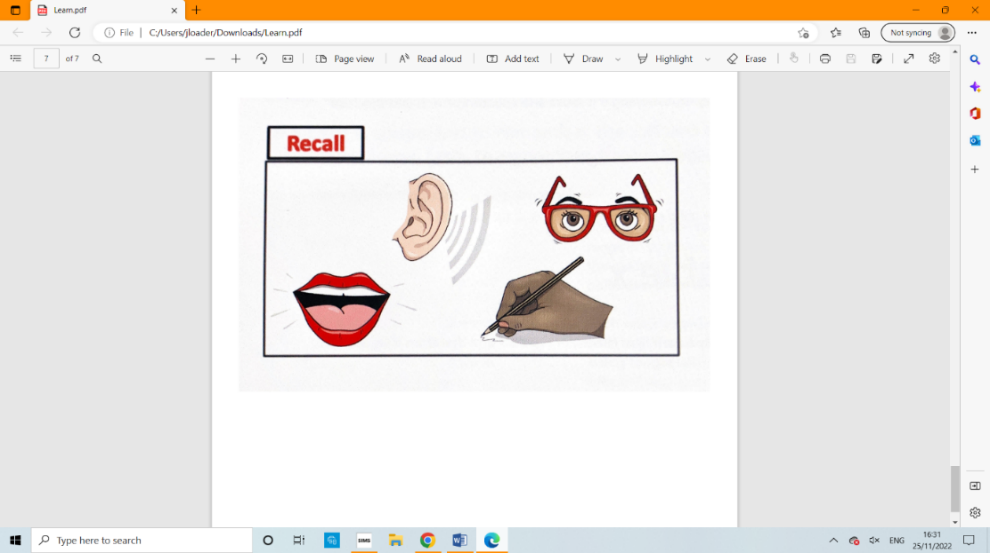 Learn.pdf
File | C:/Users/jloader/Downloads/Learn.pdf
Not syncing
7 of 7
Page view
Read aloud
Add text
Draw
Highlight
Erase
Recall
Type here to search
SIMS
ENG
16:31
25/11/2022